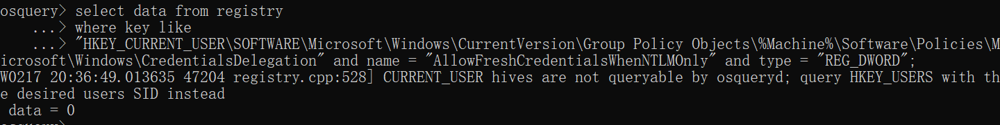 osquery> select data from registry
...> where key like
...> "HKEY_CURRENT_USER\SOFTWARE\Microsoft\Windows\CurrentVersion\Group Policy Objects\%Machine%\Software\Policies\M
icrosoft\Windows\CredentialsDelegation" and name = "AllowFreshCredentialsWhenNTLMOnly" and type = "REG_DWORD";
W0217 20:36:49.013635 47204 registry.cpp:528] CURRENT_USER hives are not queryable by osqueryd; query HKEY_USERS with th
e desired users SID instead
data = 0
osquery>